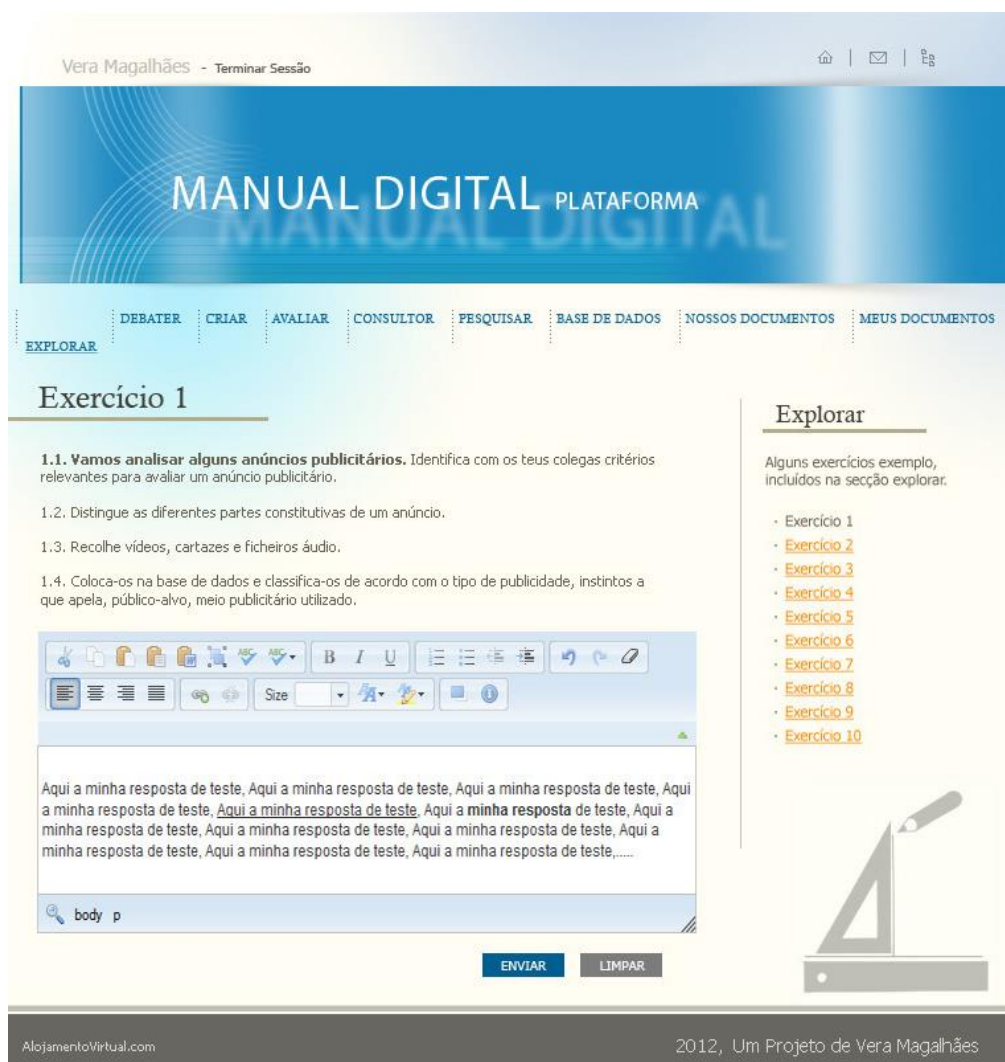 Vera Magalhães - Terminar Sessão
MANUAL DIGITAL PLATAFORMA
MANUAL DIGITAL
DEBATER CRIAR AVALIAR CONSULTOR PESQUISAR BASE DE DADOS NOSSOS DOCUMENTOS MEUS DOCUMENTOS
EXPLORAR
Exercício 1
1.1. Vamos analisar alguns anúncios publicitários. Identifica com os teus colegas critérios
relevantes para avaliar um anúncio publicitário.
1.2. Distingue as diferentes partes constitutivas de um anúncio.
1.3. Recolhe vídeos, cartazes e ficheiros áudio.
1.4. Coloca-os na base de dados e classifica-os de acordo com o tipo de publicidade, instintos a
que apela, público-alvo, meio publicitário utilizado.
ABC ABC B I U
Size A
Aqui a minha resposta de teste, Aqui a minha resposta de teste, Aqui a minha resposta de teste, Aqui
a minha resposta de teste, Aqui a minha resposta de teste, Aqui a minha resposta de teste, Aqui a
minha resposta de teste, Aqui a minha resposta de teste, Aqui a minha resposta de teste, Aqui a
minha resposta de teste, Aqui a minha resposta de teste, Aqui a minha resposta de teste,.....
body p
ENVIAR LIMPAR
Explorar
Alguns exercícios exemplo,
incluídos na secção explorar.
· Exercício 1
· Exercício 2
· Exercício 3
· Exercício 4
· Exercício 5
· Exercício 6
· Exercício 7
· Exercício 8
· Exercício 9
· Exercício 10
AlojamentoVirtual.com
2012, Um Projeto de Vera Magalhães